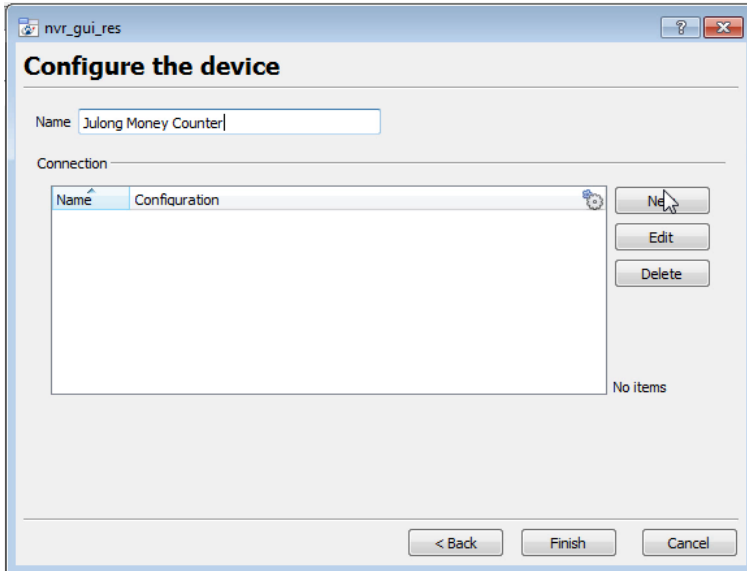 nvr_gui_res
Configure the device
Name Julong Money Counter
Connection
Name Configuration
Edit
Delete
No items
< Back Finish Cancel